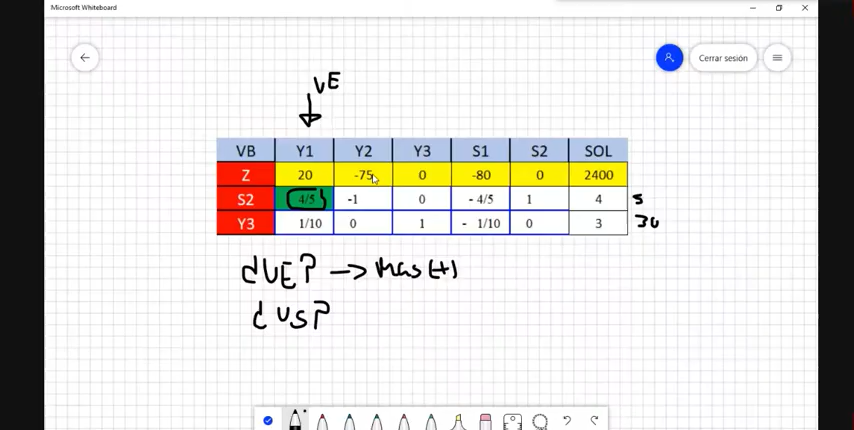 Microsoft Whiteboard
Cerrar sesión
VE
VB Y1 Y2 Y3 S1 S2 SOL
Z 20 -75 0 -80 0 2400
S2 4/5 -1 0 - 4/5 1 4 5
Y3 1/10 0 1 - 1/10 0 3 30
¿VE? → mas (+)
¿VS?